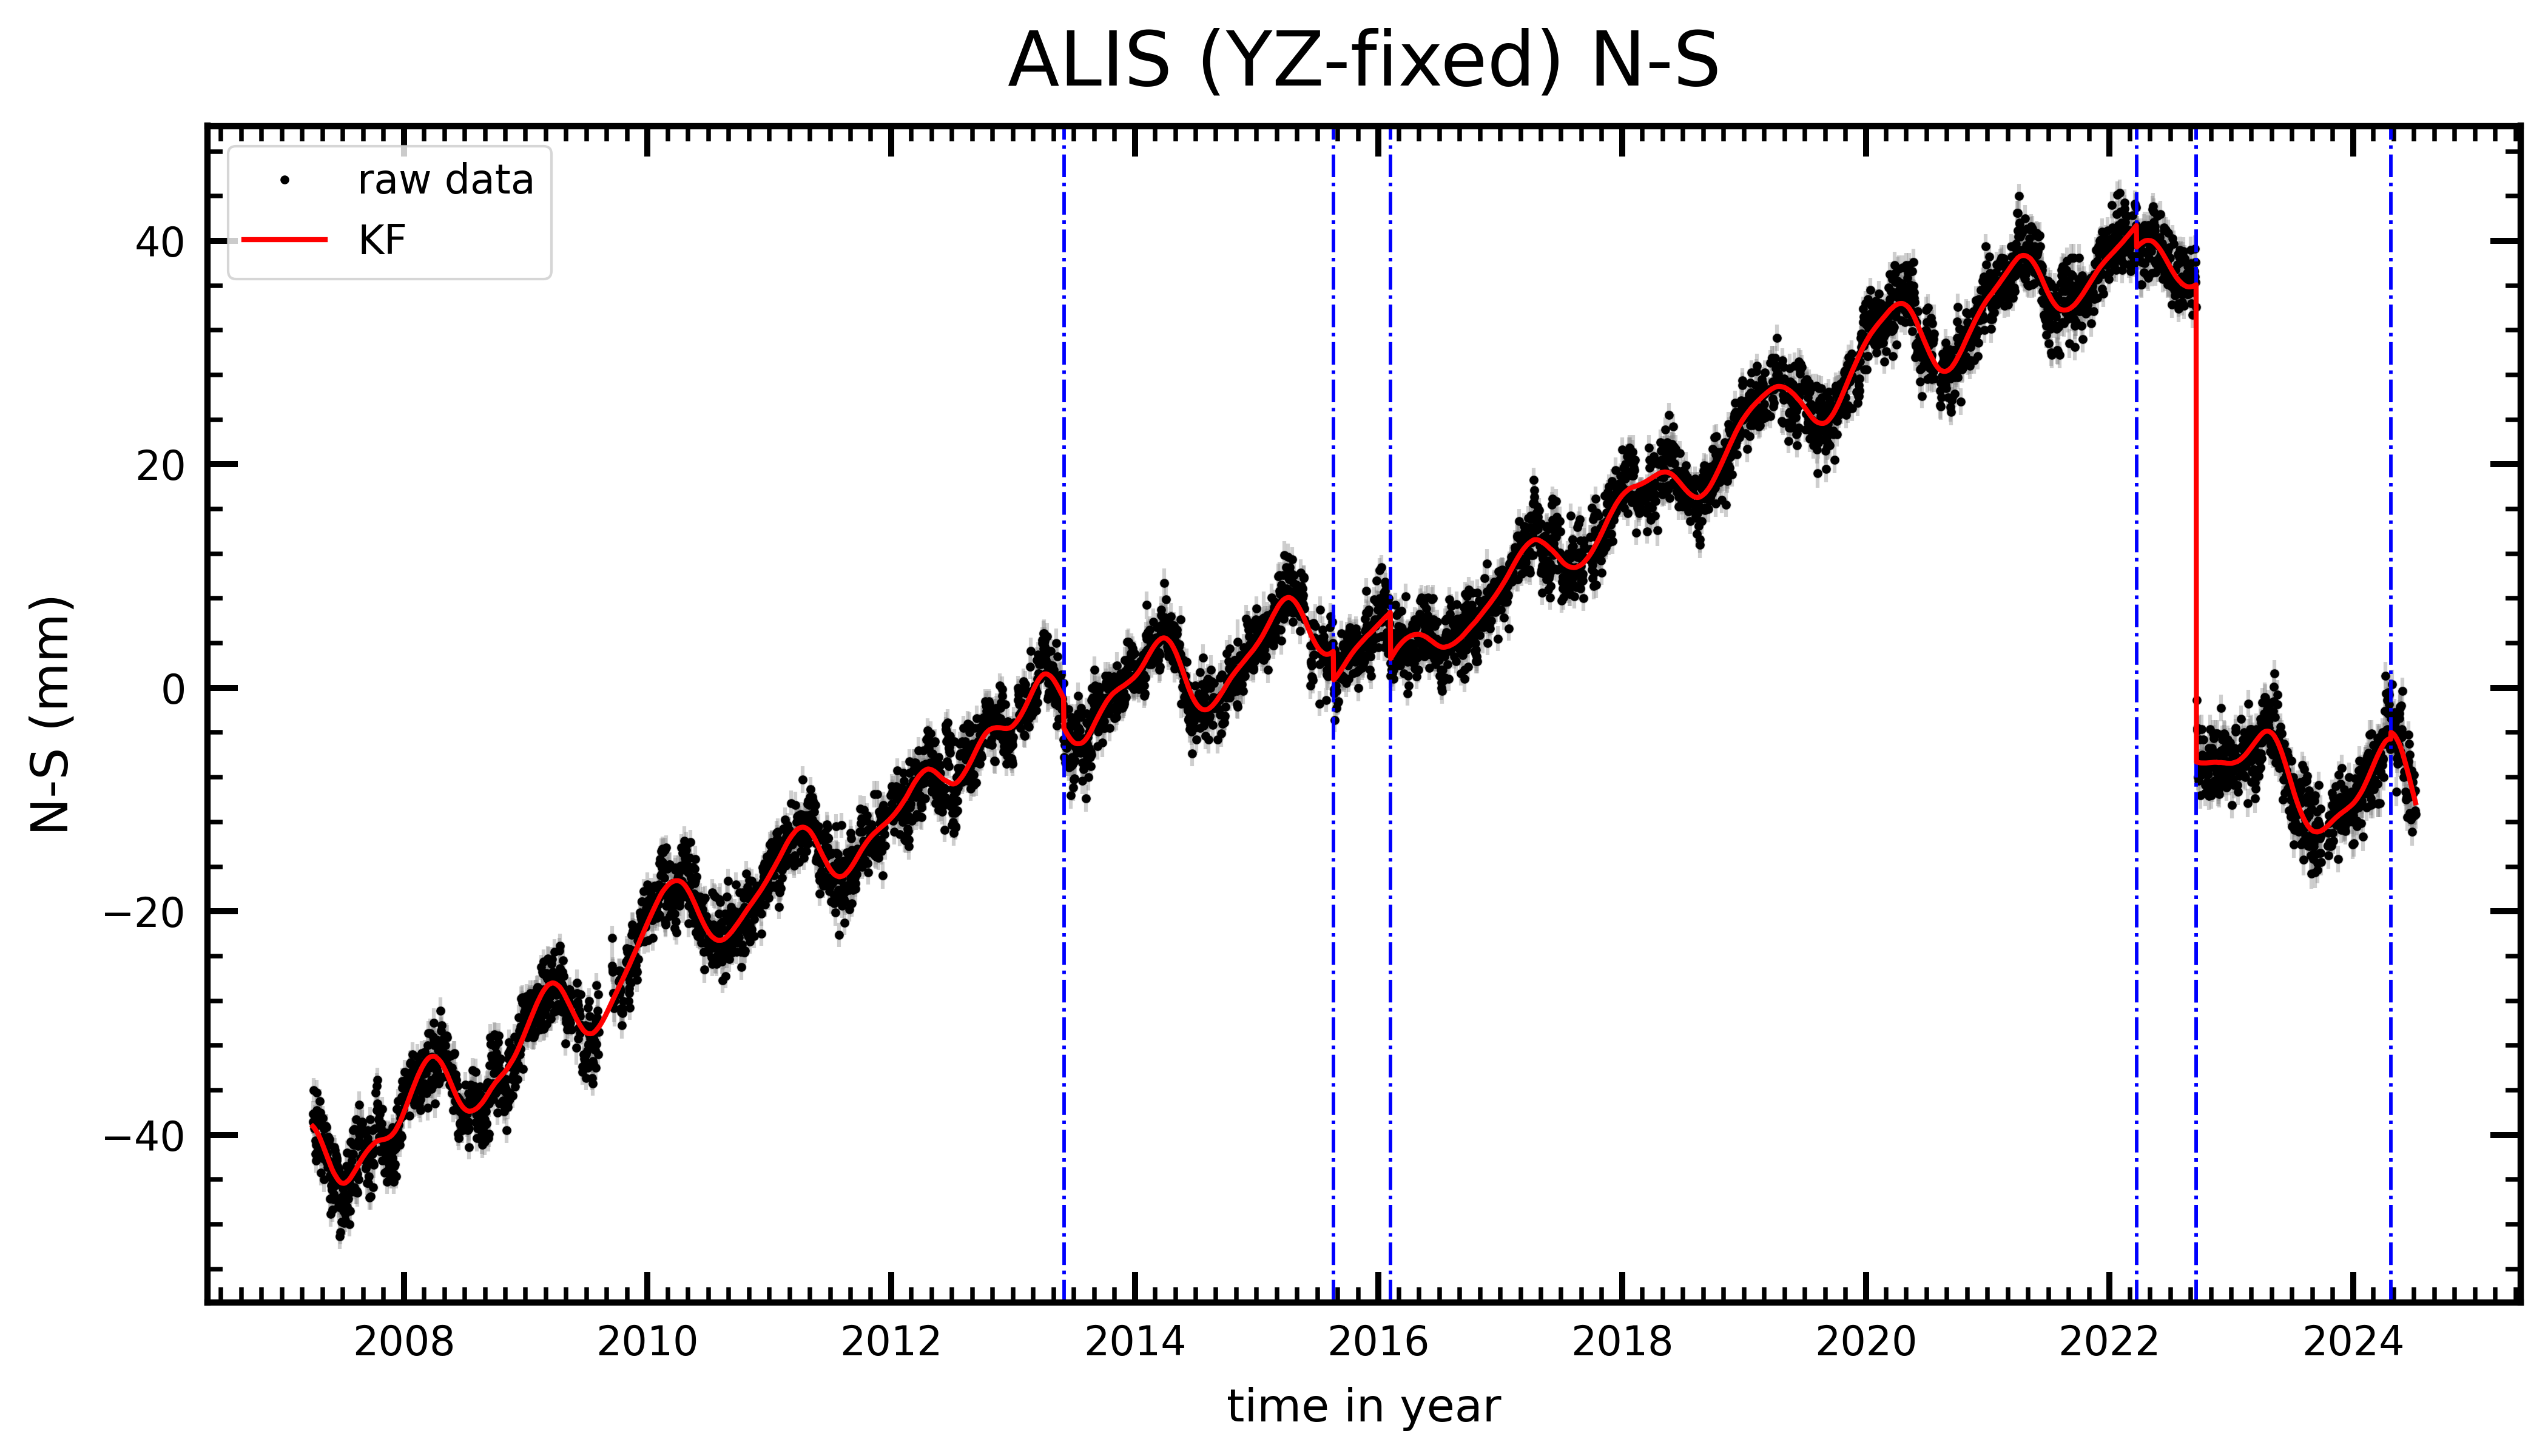 ALIS (YZ-fixed) N-S
raw data
KF
N-S (mm)
40
20
0
−20
−40
2008 2010 2012 2014 2016 2018 2020 2022 2024
time in year